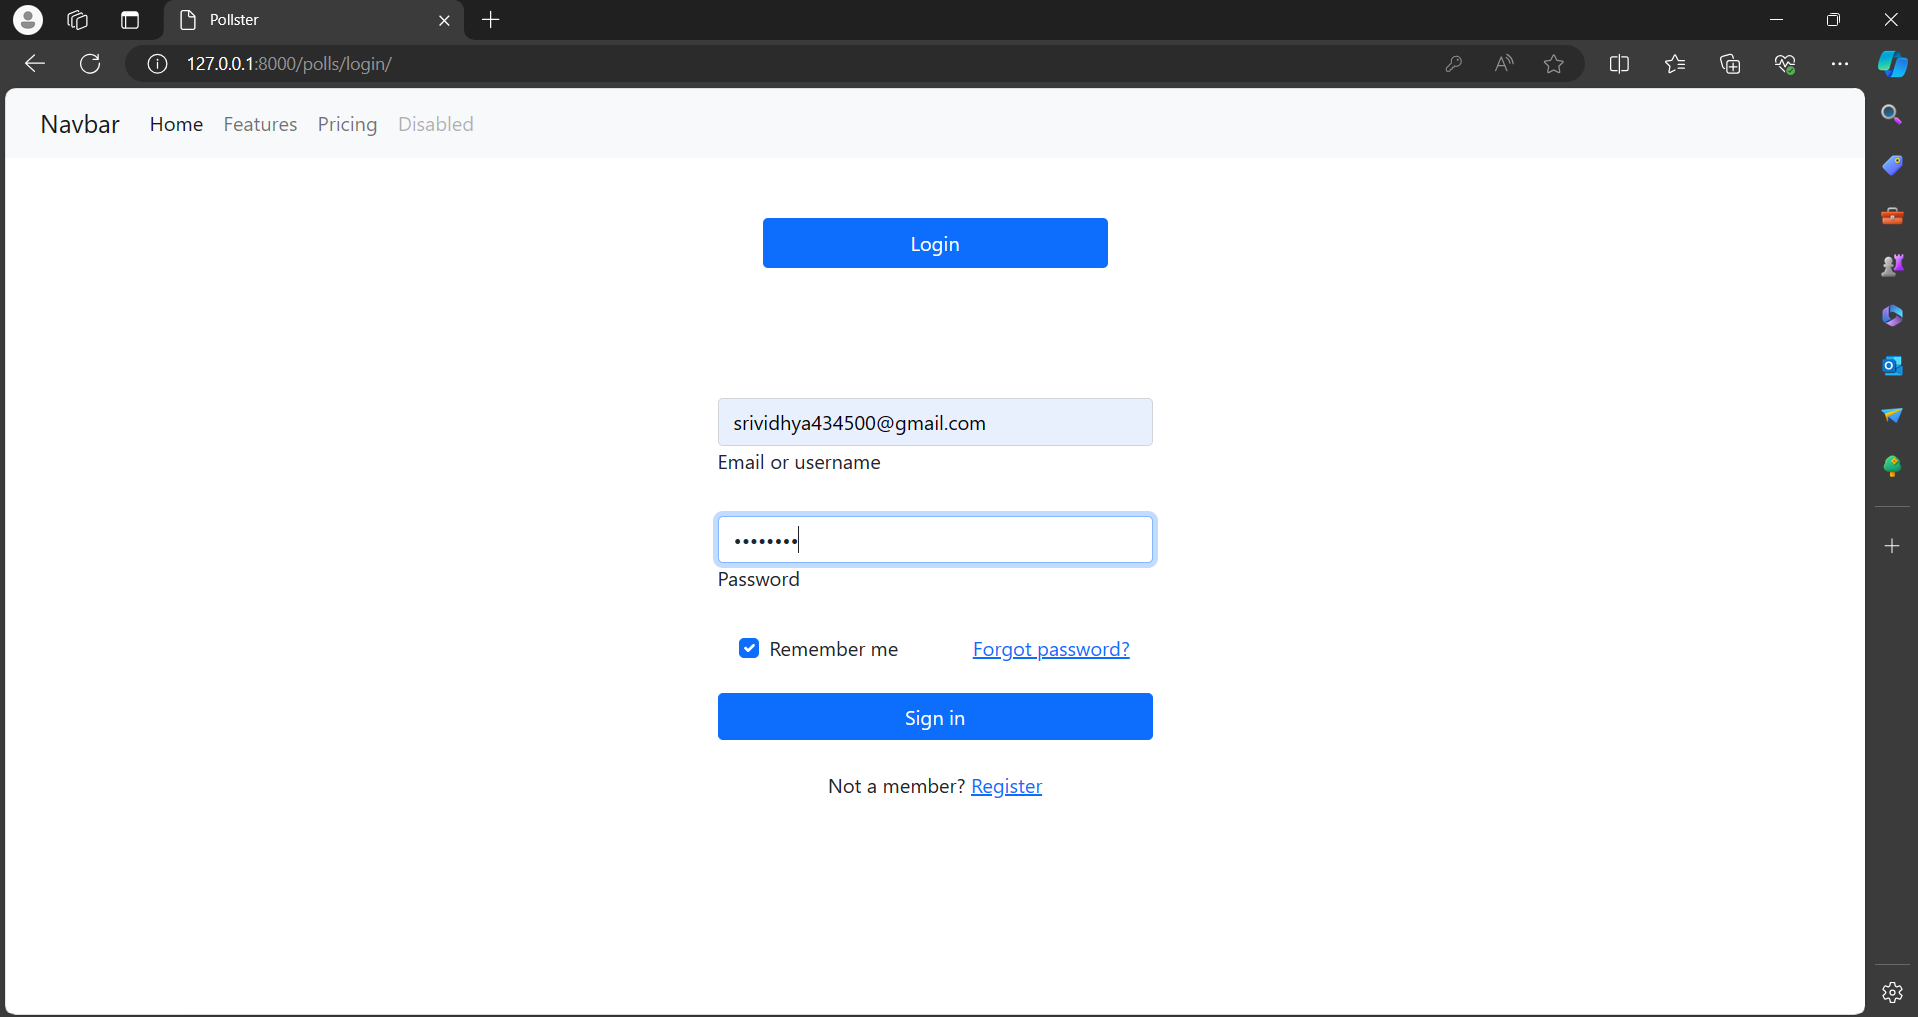 Pollster
127.0.0.1:8000/polls/login/
Navbar Home Features Pricing Disabled
Login
srividhya434500@gmail.com
Email or username
••••••••
Password
Remember me Forgot password?
Sign in
Not a member? Register